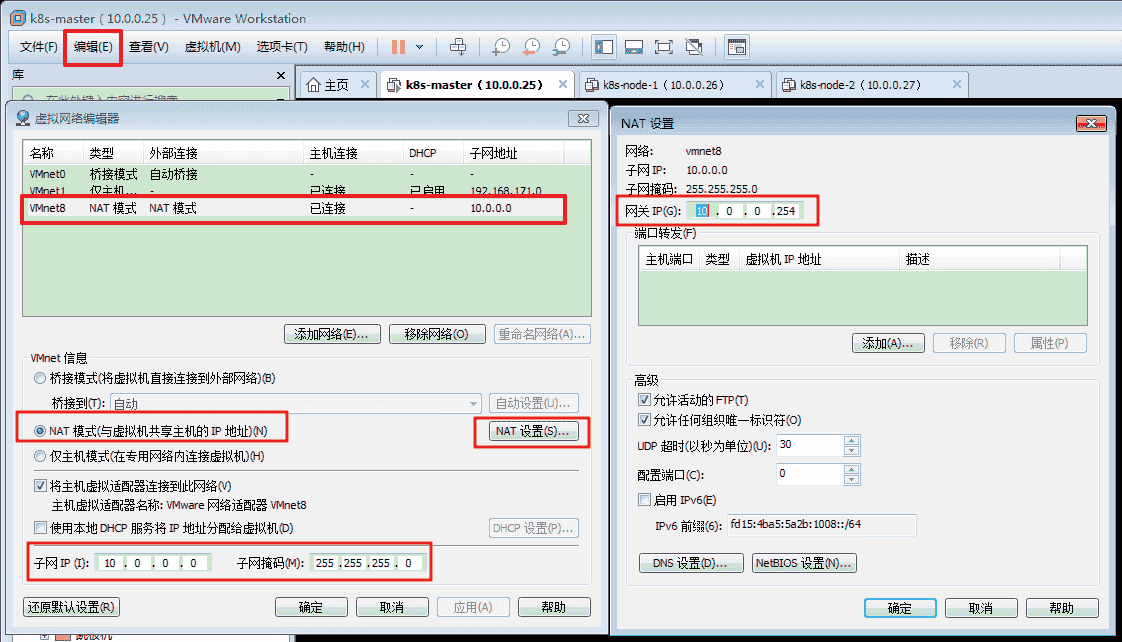 k8s-master（10.0.0.25） - VMware Workstation
文件(F) 编辑(E) 查看(V) 虚拟机(M) 选项卡(T) 帮助(H)
库
主页 k8s-master（10.0.0.25） k8s-node-1（10.0.0.26） k8s-node-2（10.0.0.27）
在此处键入内容进行搜索
虚拟网络编辑器
名称 类型 外部连接 主机连接 DHCP 子网地址
VMnet0 桥接模式 自动桥接 - - -
VMnet1 仅主机... - 已连接 已启用 192.168.171.0
VMnet8 NAT 模式 NAT 模式 已连接 - 10.0.0.0
添加网络(E)... 移除网络(O) 重命名网络(A)...
VMnet 信息
桥接模式(将虚拟机直接连接到外部网络)(B)
桥接到(T): 自动 自动设置(U)...
NAT 模式(与虚拟机共享主机的 IP 地址)(N) NAT 设置(S)...
仅主机模式(在专用网络内连接虚拟机)(H)
将主机虚拟适配器连接到此网络(V)
主机虚拟适配器名称: VMware 网络适配器 VMnet8
使用本地 DHCP 服务将 IP 地址分配给虚拟机(D) DHCP 设置(P)...
子网 IP (I): 10 . 0 . 0 . 0 子网掩码(M): 255 . 255 . 255 . 0
还原默认设置(R) 确定 取消 应用(A) 帮助
NAT 设置
网络: vmnet8
子网 IP: 10.0.0.0
子网掩码: 255.255.255.0
网关 IP(G): 10 . 0 . 0 . 254
端口转发(F)
主机端口 类型 虚拟机 IP 地址 描述
添加(A)... 移除(R) 属性(P)
高级
允许活动的 FTP(T)
允许任何组织唯一标识符(O)
UDP 超时(以秒为单位)(U): 30
配置端口(C): 0
启用 IPv6(E)
IPv6 前缀(6): fd15:4ba5:5a2b:1008::/64
DNS 设置(D)... NetBIOS 设置(N)...
确定 取消 帮助